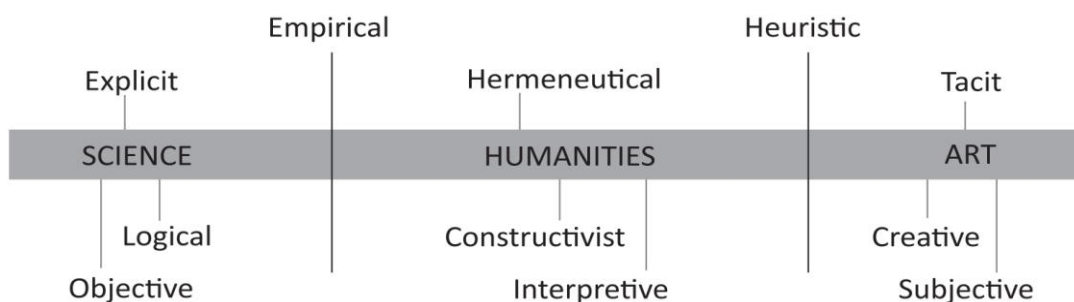 Empirical Heuristic
Explicit Hermeneutical Tacit
SCIENCE HUMANITIES ART
Logical Constructivist Creative
Objective Interpretive Subjective